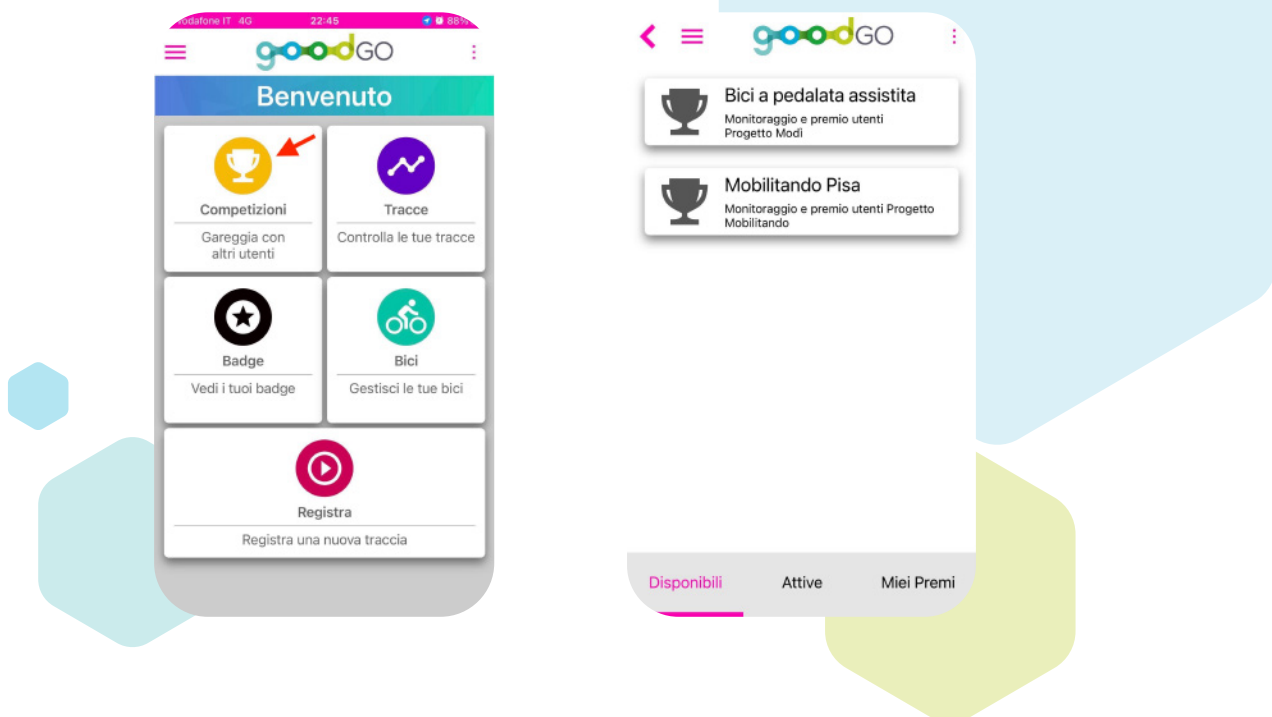 Vodafone IT 4G 22:45 88%
goodGO
Benvenuto
Competizioni
Gareggia con
altri utenti
Tracce
Controlla le tue tracce
Badge
Vedi i tuoi badge
Bici
Gestisci le tue bici
Registra
Registra una nuova traccia
goodGO
Bici a pedalata assistita
Monitoraggio e premio utenti
Progetto Modì
Mobilitando Pisa
Monitoraggio e premio utenti Progetto
Mobilitando
Disponibili Attive Miei Premi